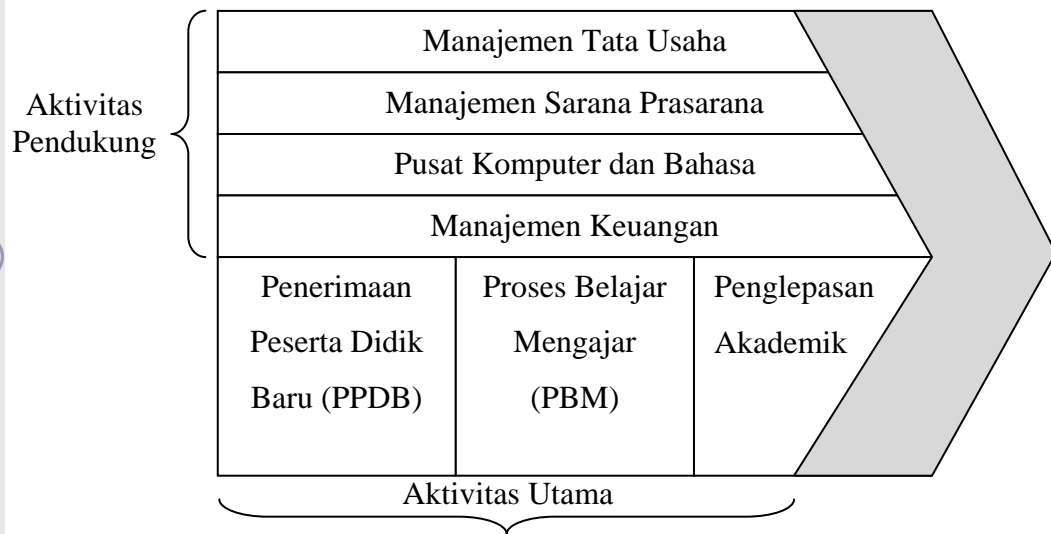 Manajemen Tata Usaha
Aktivitas
Pendukung
Manajemen Sarana Prasarana
Pusat Komputer dan Bahasa
Manajemen Keuangan
Penerimaan
Peserta Didik
Baru (PPDB)
Proses Belajar
Mengajar
(PBM)
Penglepasan
Akademik
Aktivitas Utama